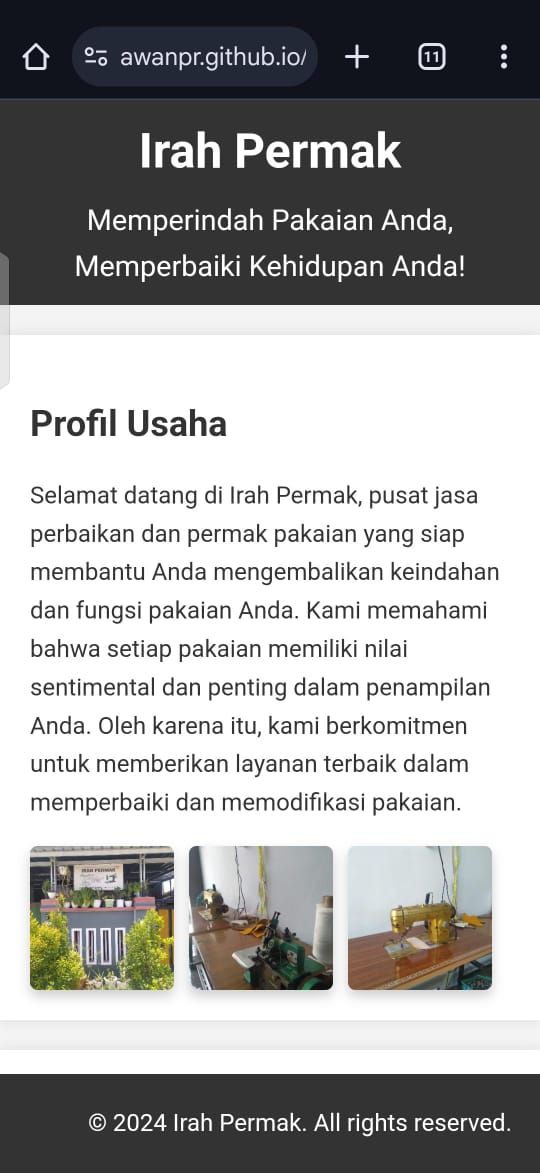 awanpr.github.io/
11
Irah Permak
Memperindah Pakaian Anda,
Memperbaiki Kehidupan Anda!
Profil Usaha
Selamat datang di Irah Permak, pusat jasa
perbaikan dan permak pakaian yang siap
membantu Anda mengembalikan keindahan
dan fungsi pakaian Anda. Kami memahami
bahwa setiap pakaian memiliki nilai
sentimental dan penting dalam penampilan
Anda. Oleh karena itu, kami berkomitmen
untuk memberikan layanan terbaik dalam
memperbaiki dan memodifikasi pakaian.
IRAH PERMAK
© 2024 Irah Permak. All rights reserved.